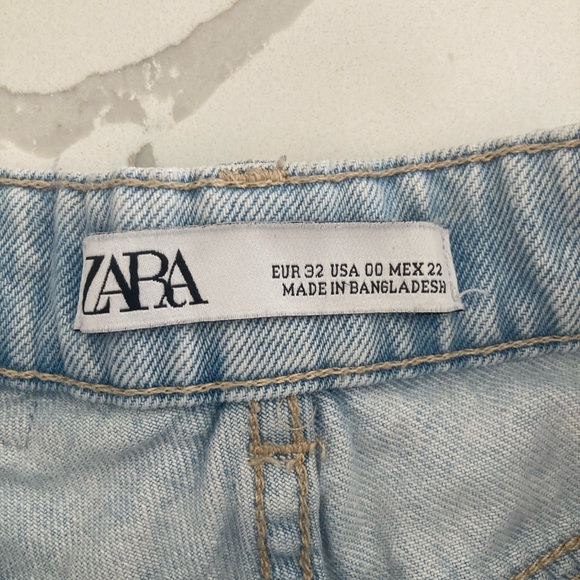 ZARA
EUR 32 USA 00 MEX 22
MADE IN BANGLADESH